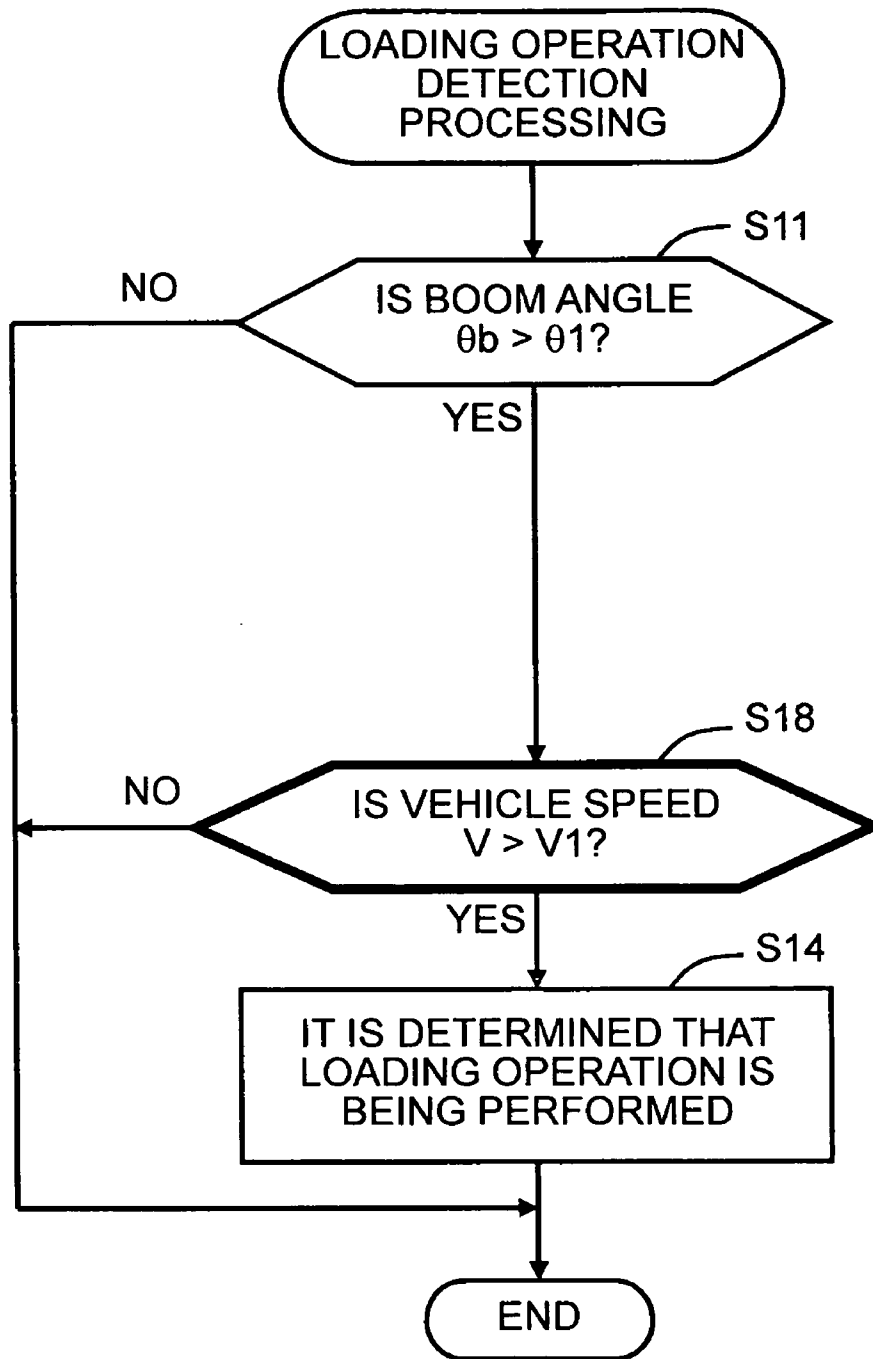 LOADING OPERATION
DETECTION
PROCESSING
S11
NO
IS BOOM ANGLE
θb > θ1?
YES
S18
NO
IS VEHICLE SPEED
V > V1?
YES
S14
IT IS DETERMINED THAT
LOADING OPERATION IS
BEING PERFORMED
END